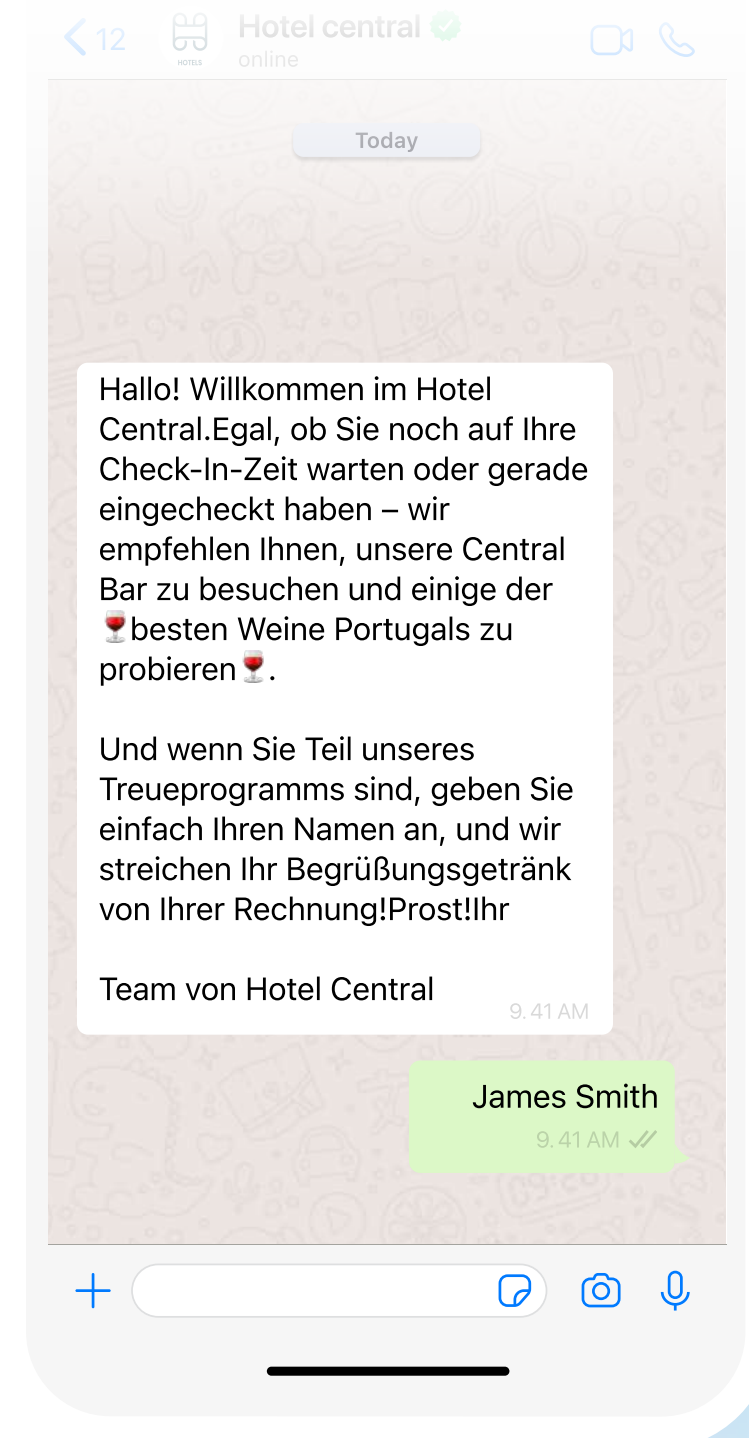 12
HOTELS
Hotel central
online
Today
Hallo! Willkommen im Hotel
Central.Egal, ob Sie noch auf Ihre
Check-In-Zeit warten oder gerade
eingecheckt haben – wir
empfehlen Ihnen, unsere Central
Bar zu besuchen und einige der
🍷besten Weine Portugals zu
probieren🍷.
Und wenn Sie Teil unseres
Treueprogramms sind, geben Sie
einfach Ihren Namen an, und wir
streichen Ihr Begrüßungsgetränk
von Ihrer Rechnung!Prost!Ihr
Team von Hotel Central
9.41 AM
James Smith
9.41 AM